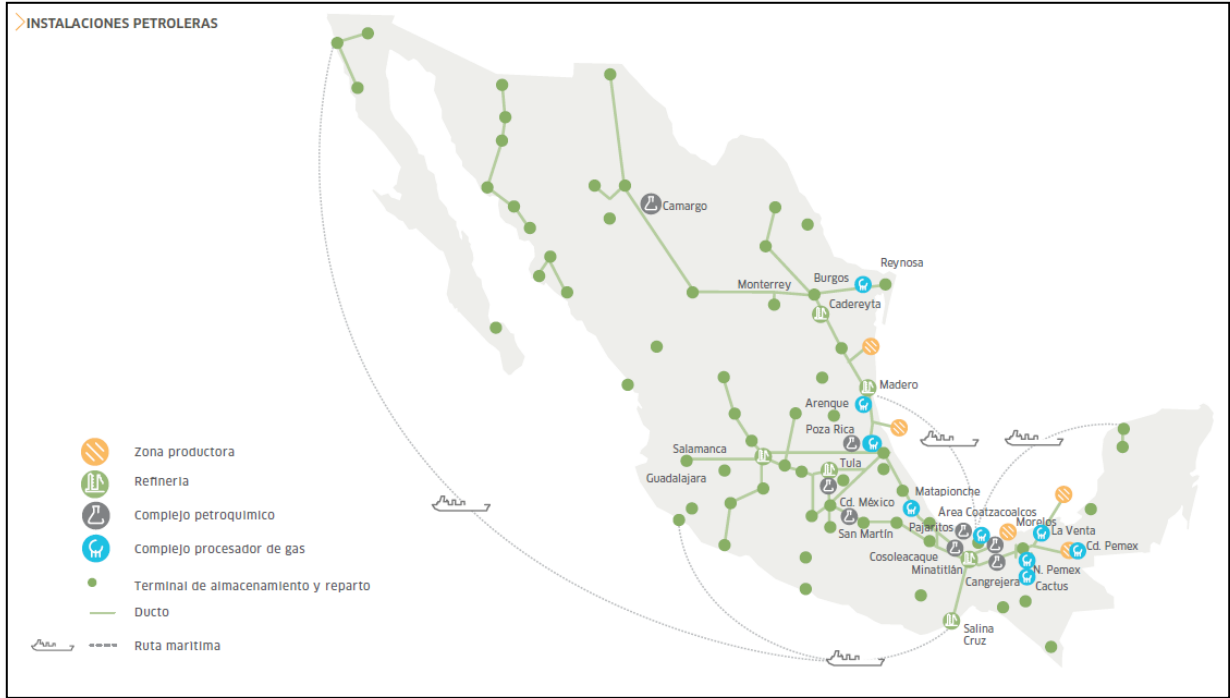 INSTALACIONES PETROLERAS
Camargo
Reynosa
Burgos
Monterrey
Cadereyta
Madero
Arenque
Poza Rica
Salamanca
Tula
Guadalajara
Cd. México
Matapionche
San Martín
Área Coatzacoalcos
Pajaritos
Morelos
La Venta
Cd. Pemex
Cosoleacaque
Minatitlán
N. Pemex
Cangrejera
Cactus
Salina
Cruz
Zona productora
Refinería
Complejo petroquímico
Complejo procesador de gas
Terminal de almacenamiento y reparto
Ducto
Ruta marítima